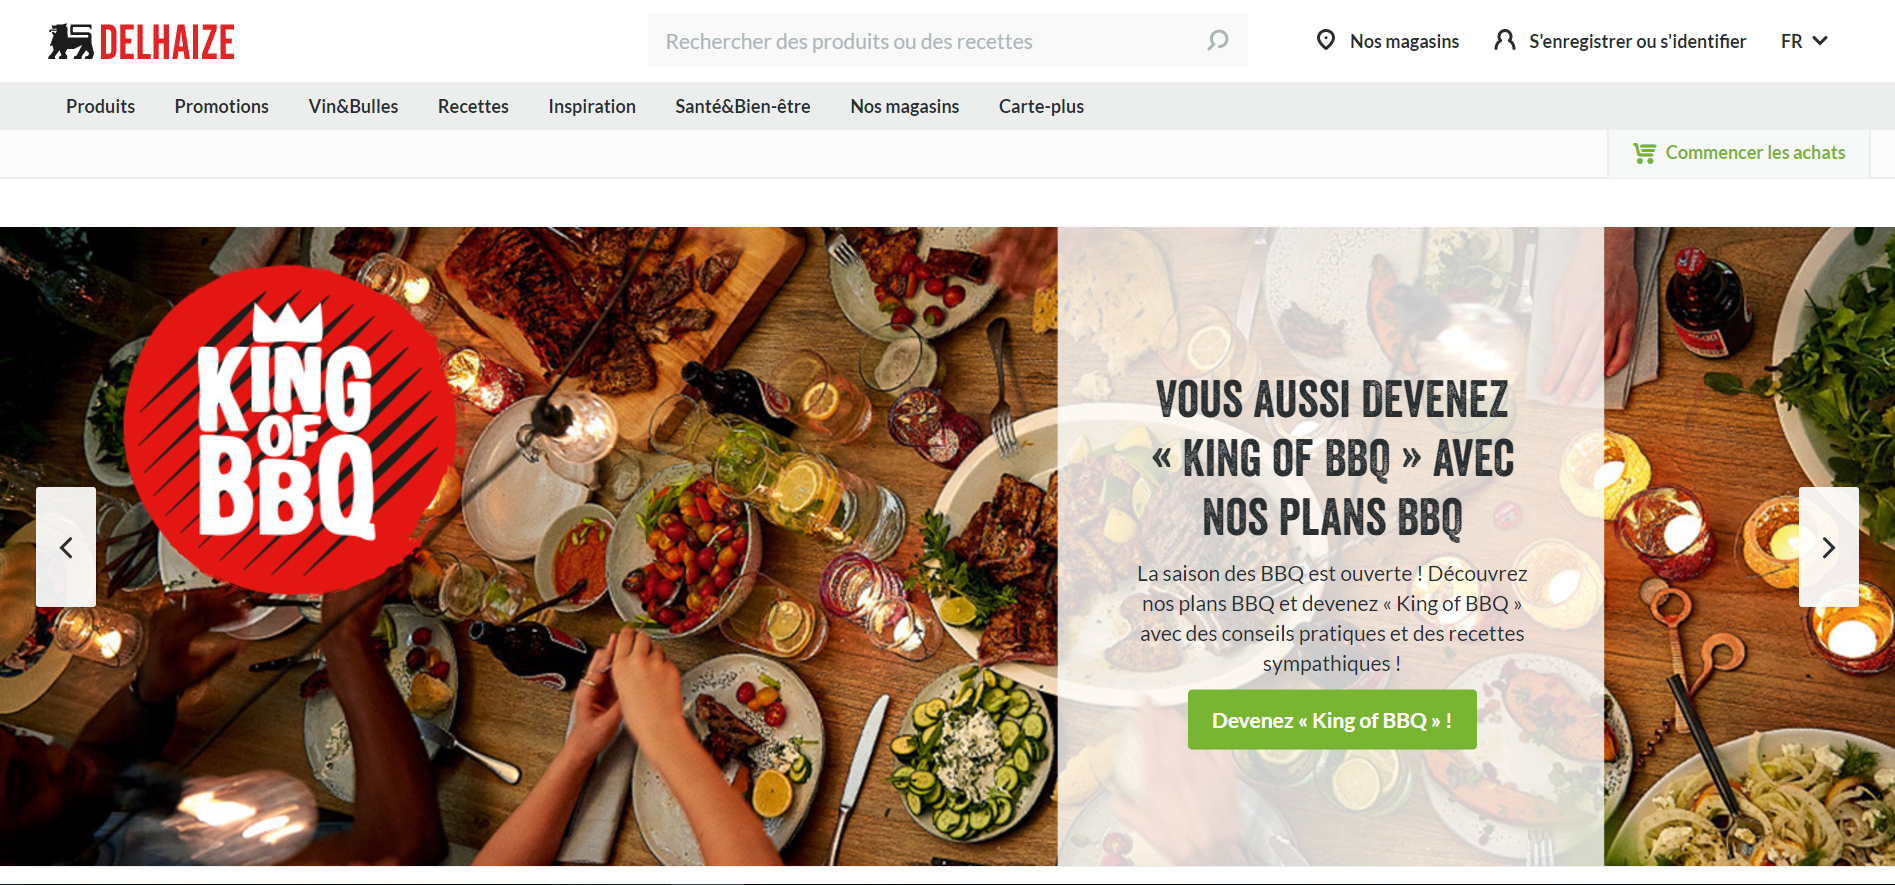 DELHAIZE
Rechercher des produits ou des recettes
Nos magasins
S'enregistrer ou s'identifier
FR
Produits
Promotions
Vin&Bulles
Recettes
Inspiration
Santé&Bien-être
Nos magasins
Carte-plus
Commencer les achats
KING
OF
BBQ
VOUS AUSSI DEVENEZ
« KING OF BBQ » AVEC
NOS PLANS BBQ
La saison des BBQ est ouverte ! Découvrez
nos plans BBQ et devenez « King of BBQ »
avec des conseils pratiques et des recettes
sympathiques !
Devenez « King of BBQ » !